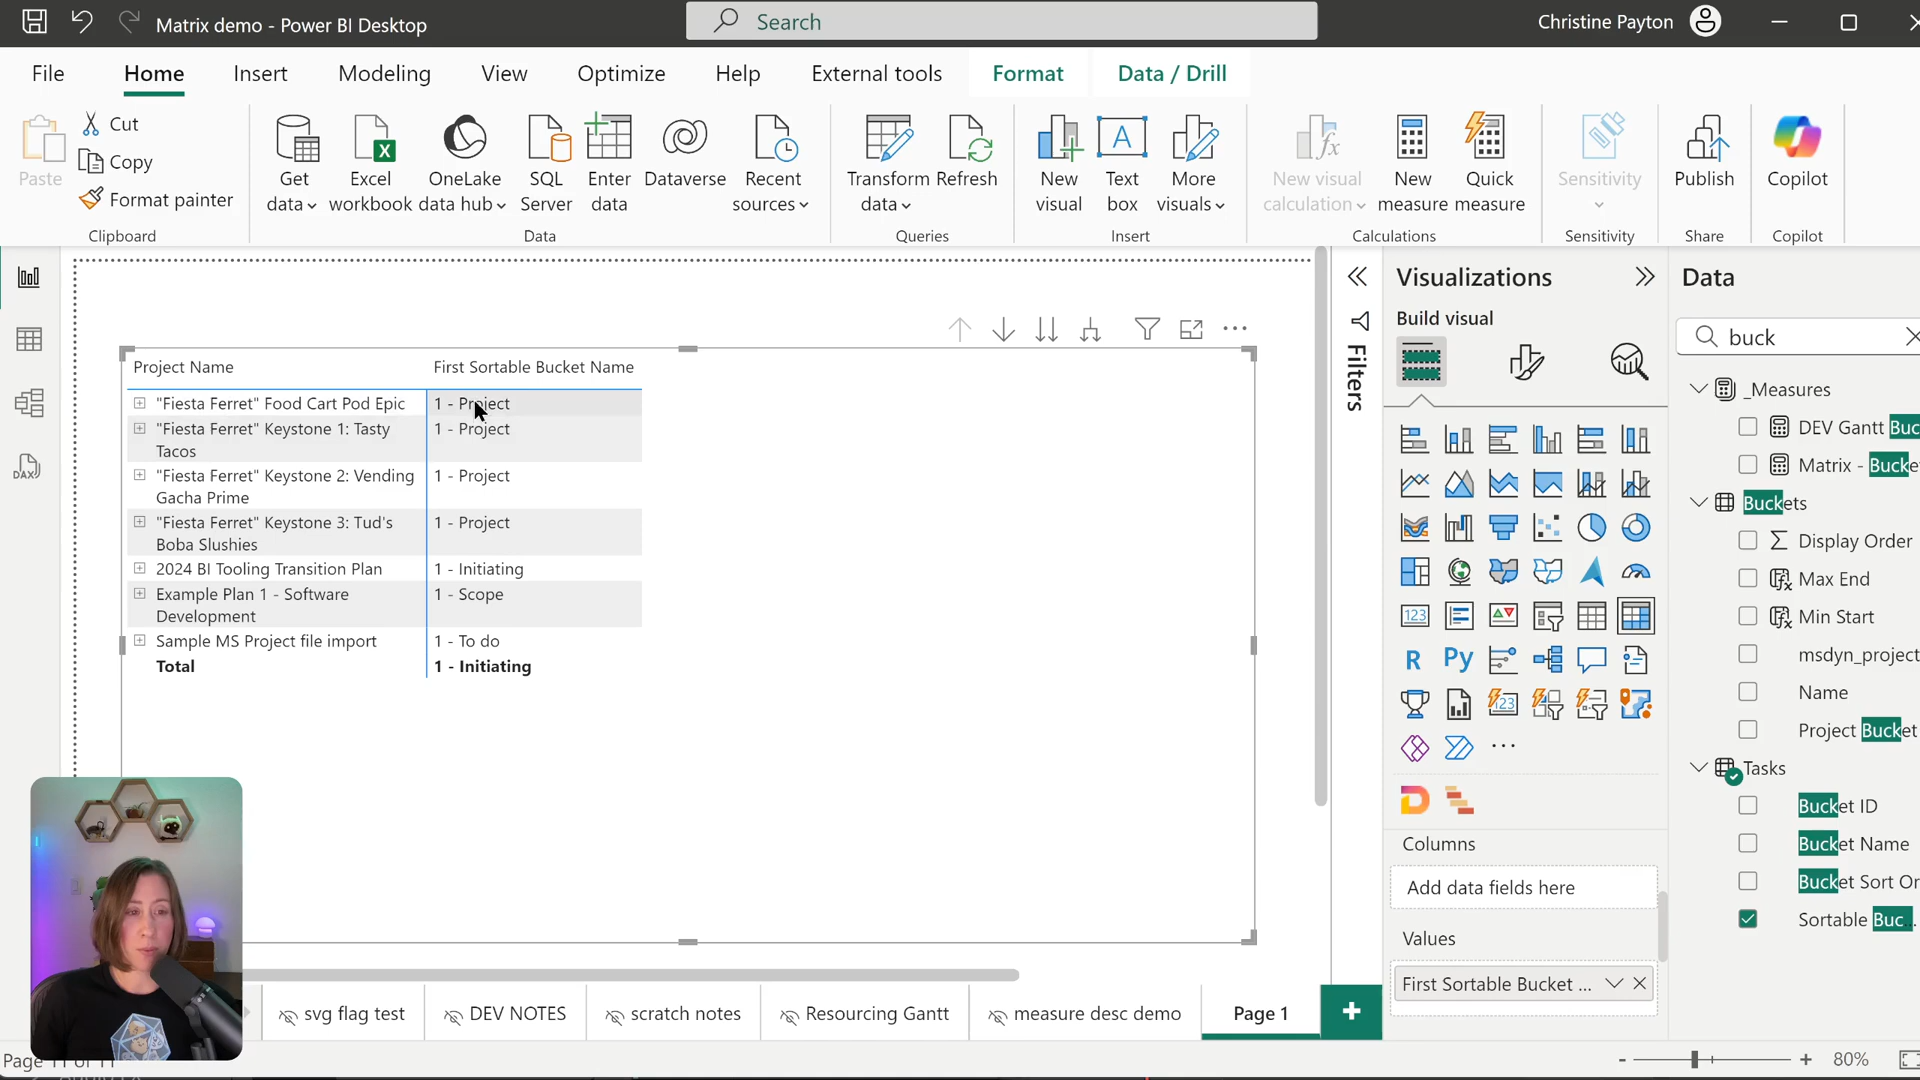 Matrix demo - Power BI Desktop
Search
Christine Payton
File
Home
Insert
Modeling
View
Optimize
Help
External tools
Format
Data / Drill
Paste
Cut
Copy
Format painter
Clipboard
Get
data
Excel
workbook
OneLake
data hub
SQL
Server
Enter
data
Dataverse
Recent
sources
Data
Transform
data
Refresh
Queries
New
visual
Text
box
More
visuals
Insert
New visual
calculation
New
measure
Quick
measure
Calculations
Sensitivity
Sensitivity
Publish
Share
Copilot
Copilot
DAX
Project Name
First Sortable Bucket Name
"Fiesta Ferret" Food Cart Pod Epic
1 - Project
"Fiesta Ferret" Keystone 1: Tasty
Tacos
1 - Project
"Fiesta Ferret" Keystone 2: Vending
Gacha Prime
1 - Project
"Fiesta Ferret" Keystone 3: Tud's
Boba Slushies
1 - Project
2024 BI Tooling Transition Plan
1 - Initiating
Example Plan 1 - Software
Development
1 - Scope
Sample MS Project file import
1 - To do
Total
1 - Initiating
Filters
Visualizations
Build visual
123
R
Py
123
Columns
Add data fields here
Values
First Sortable Bucket ...
Data
buck
_Measures
DEV Gantt Buc
Matrix - Bucke
Buckets
Display Order
Max End
Min Start
msdyn_project
Name
Project Bucket
Tasks
Bucket ID
Bucket Name
Bucket Sort Or
Sortable Buc...
svg flag test
DEV NOTES
scratch notes
Resourcing Gantt
measure desc demo
Page 1
Page 11 of 11
80%